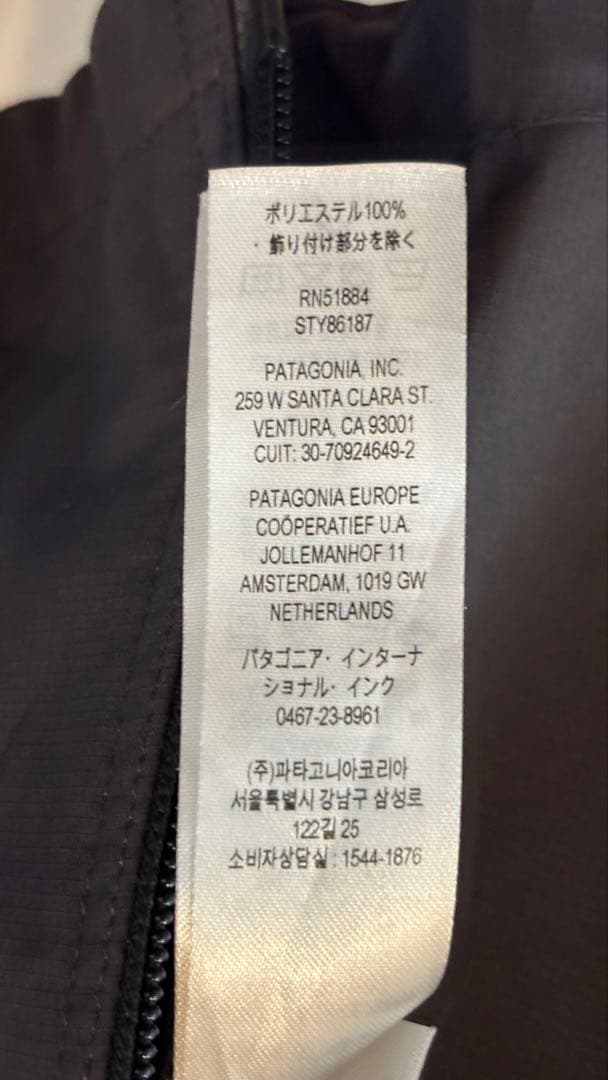 ポリエステル100%
・飾り付け部分を除く
RN51884
STY86187
PATAGONIA, INC.
259 W SANTA CLARA ST.
VENTURA, CA 93001
CUIT: 30-70924649-2
PATAGONIA EUROPE
COÖPERATIEF U.A.
JOLLEMANHOF 11
AMSTERDAM, 1019 GW
NETHERLANDS
パタゴニア・インターナ
ショナル・インク
0467-23-8961
(주)파타고니아코리아
서울특별시 강남구 삼성로
122길 25
소비자상담실 : 1544-1876